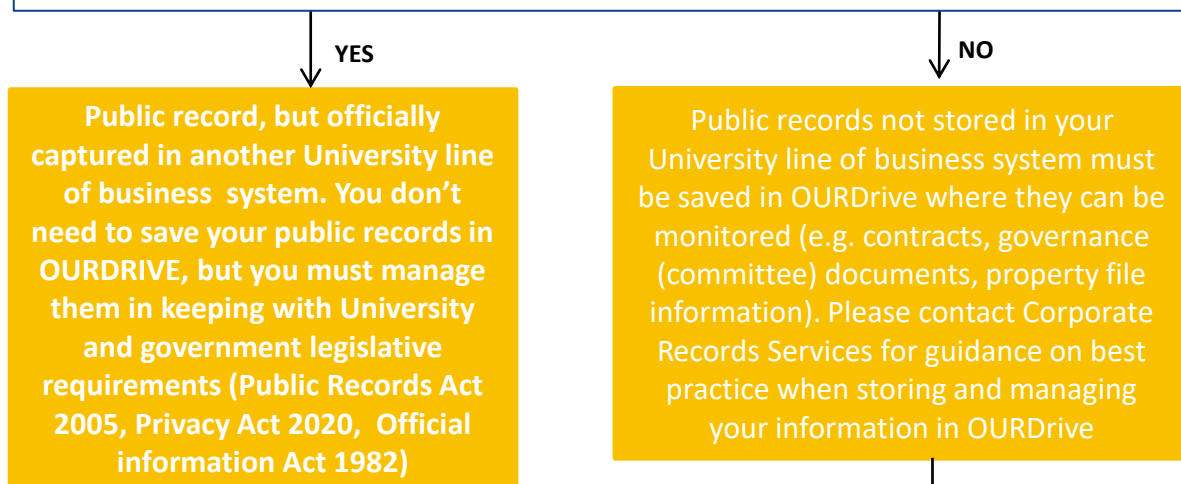 YES
NO
Public record, but officially
captured in another University line
of business system. You don't
need to save your public records in
OURDRIVE, but you must manage
them in keeping with University
and government legislative
requirements (Public Records Act
2005, Privacy Act 2020, Official
information Act 1982)
Public records not stored in your
University line of business system must
be saved in OURDrive where they can be
monitored (e.g. contracts, governance
(committee) documents, property file
information). Please contact Corporate
Records Services for guidance on best
practice when storing and managing
your information in OURDrive